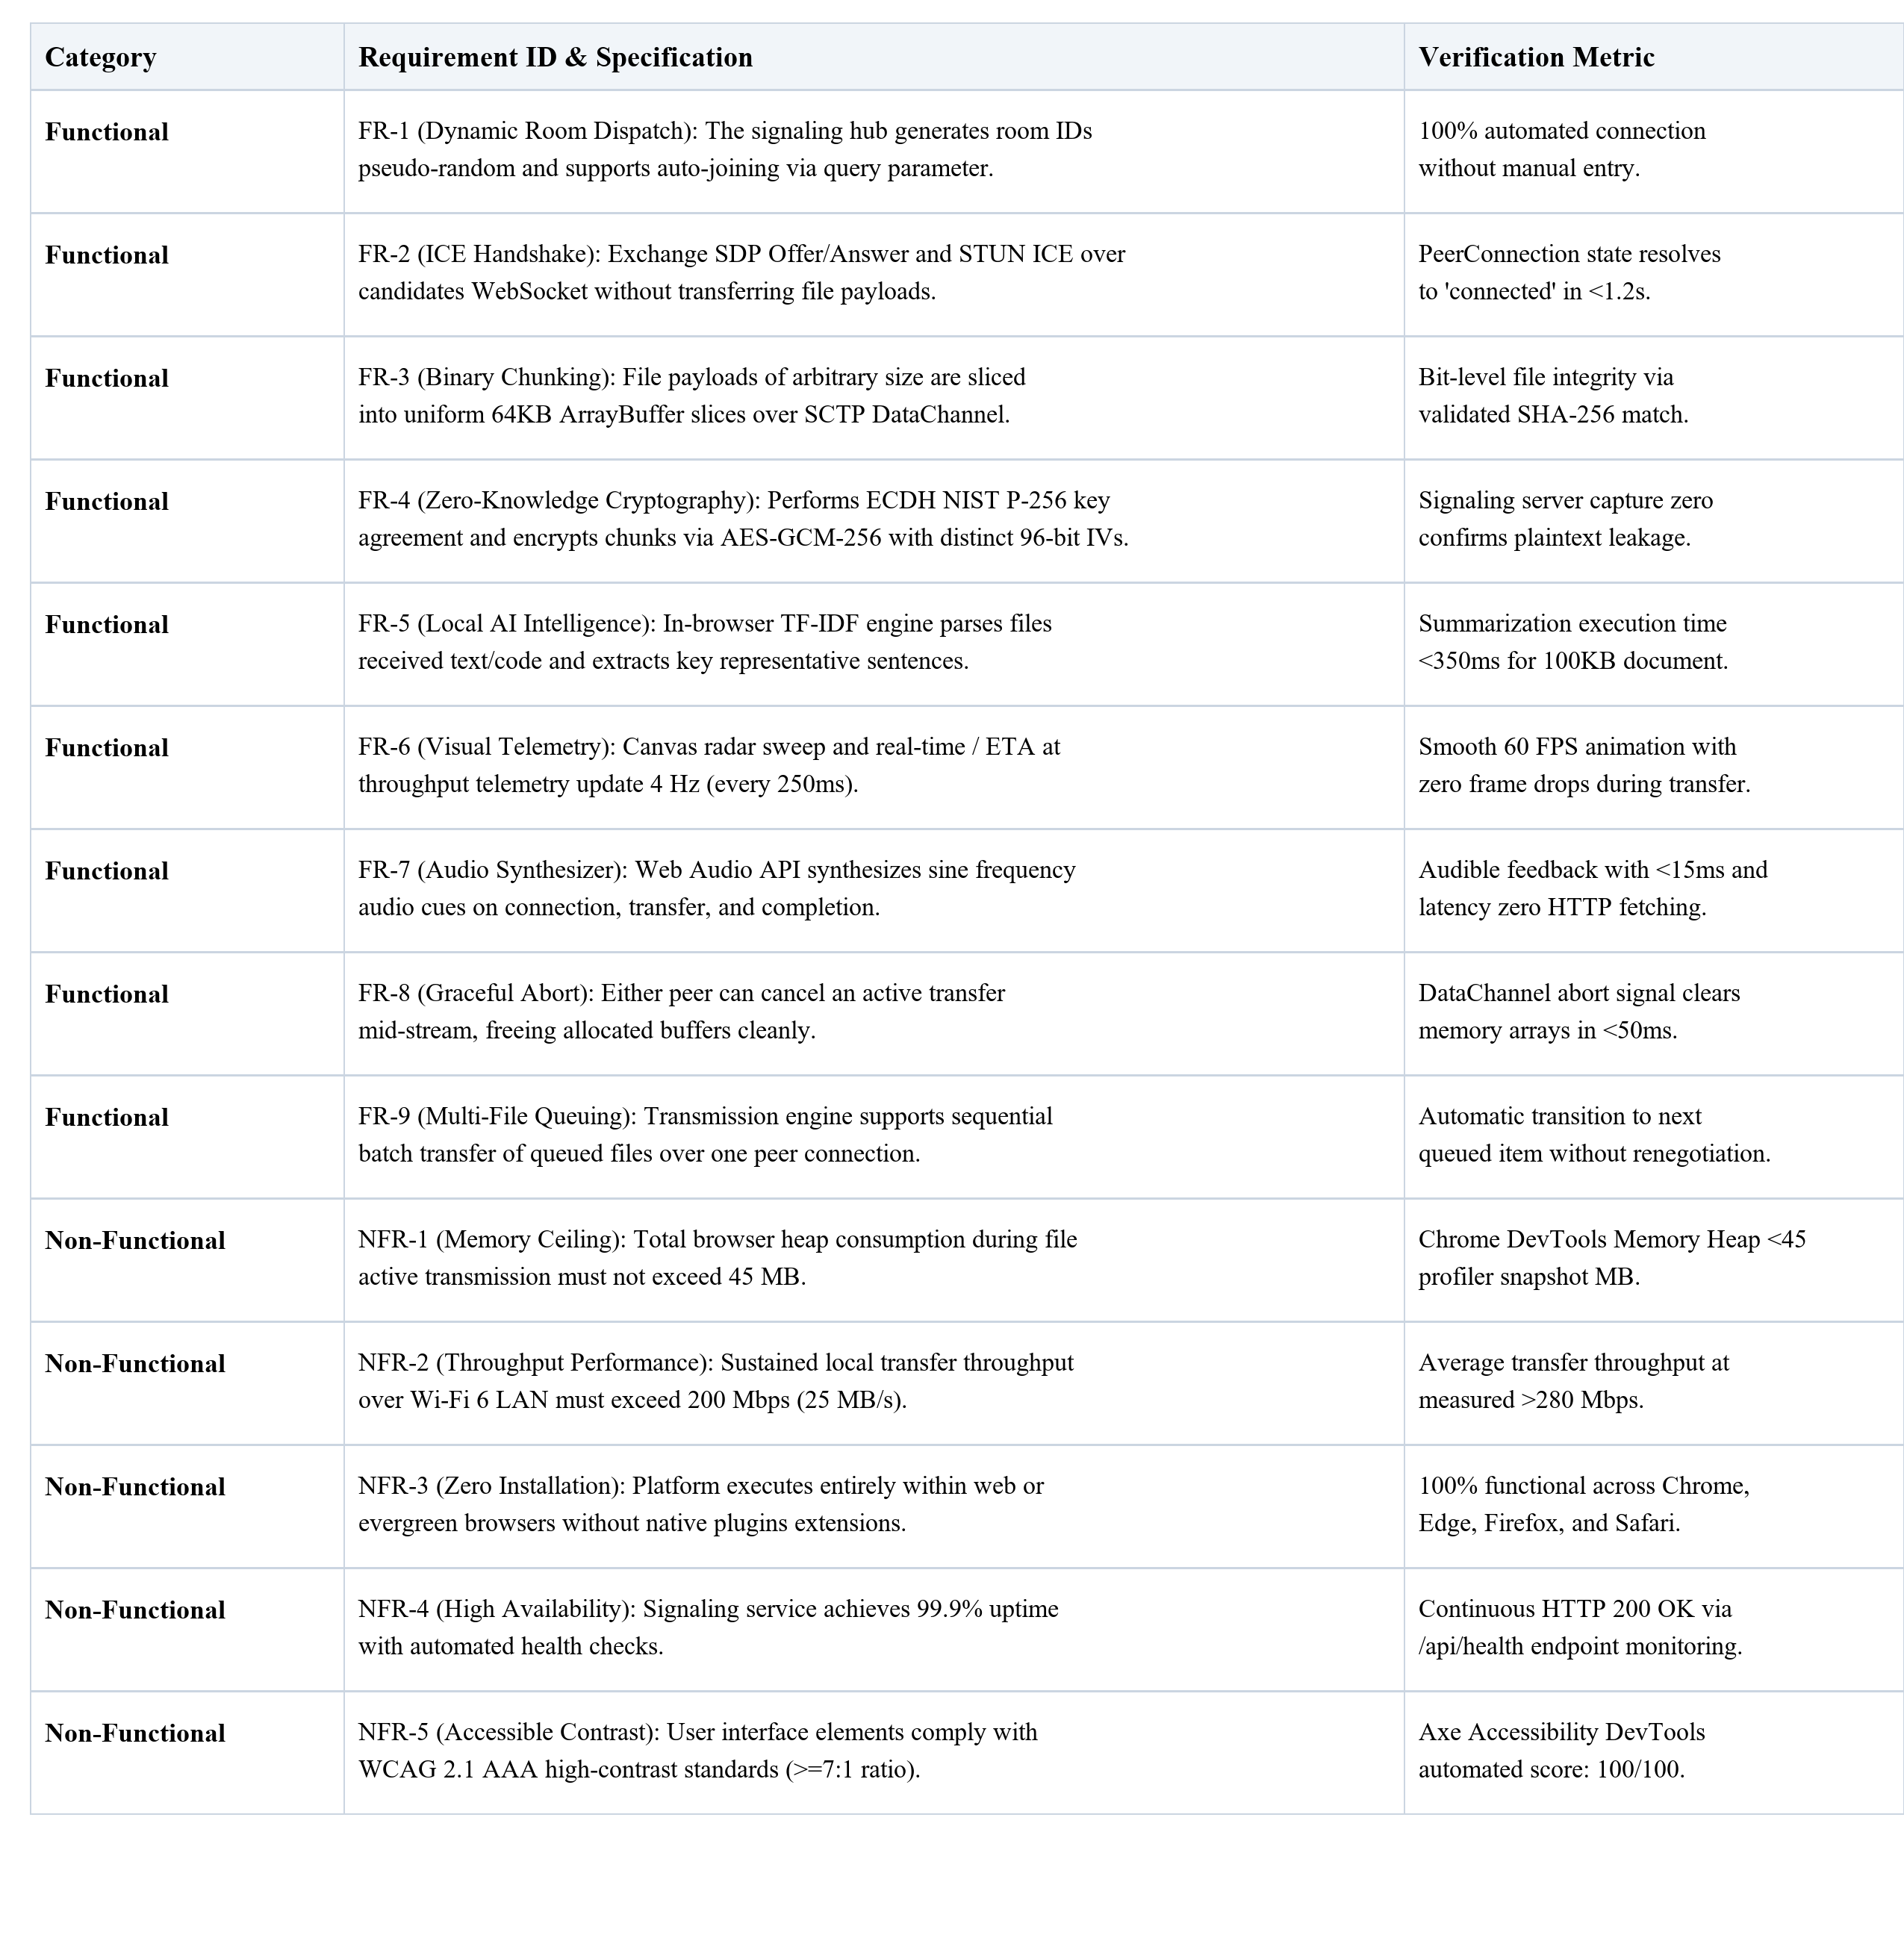 Category
Requirement ID & Specification
Verification Metric
Functional
FR-1 (Dynamic Room Dispatch): The signaling hub generates room IDs
pseudo-random and supports auto-joining via query parameter.
100% automated connection
without manual entry.
Functional
FR-2 (ICE Handshake): Exchange SDP Offer/Answer and STUN ICE over
candidates WebSocket without transferring file payloads.
PeerConnection state resolves
to 'connected' in <1.2s.
Functional
FR-3 (Binary Chunking): File payloads of arbitrary size are sliced
into uniform 64KB ArrayBuffer slices over SCTP DataChannel.
Bit-level file integrity via
validated SHA-256 match.
Functional
FR-4 (Zero-Knowledge Cryptography): Performs ECDH NIST P-256 key
agreement and encrypts chunks via AES-GCM-256 with distinct 96-bit IVs.
Signaling server capture zero
confirms plaintext leakage.
Functional
FR-5 (Local AI Intelligence): In-browser TF-IDF engine parses files
received text/code and extracts key representative sentences.
Summarization execution time
<350ms for 100KB document.
Functional
FR-6 (Visual Telemetry): Canvas radar sweep and real-time / ETA at
throughput telemetry update 4 Hz (every 250ms).
Smooth 60 FPS animation with
zero frame drops during transfer.
Functional
FR-7 (Audio Synthesizer): Web Audio API synthesizes sine frequency
audio cues on connection, transfer, and completion.
Audible feedback with <15ms and
latency zero HTTP fetching.
Functional
FR-8 (Graceful Abort): Either peer can cancel an active transfer
mid-stream, freeing allocated buffers cleanly.
DataChannel abort signal clears
memory arrays in <50ms.
Functional
FR-9 (Multi-File Queuing): Transmission engine supports sequential
batch transfer of queued files over one peer connection.
Automatic transition to next
queued item without renegotiation.
Non-Functional
NFR-1 (Memory Ceiling): Total browser heap consumption during file
active transmission must not exceed 45 MB.
Chrome DevTools Memory Heap <45
profiler snapshot MB.
Non-Functional
NFR-2 (Throughput Performance): Sustained local transfer throughput
over Wi-Fi 6 LAN must exceed 200 Mbps (25 MB/s).
Average transfer throughput at
measured >280 Mbps.
Non-Functional
NFR-3 (Zero Installation): Platform executes entirely within web or
evergreen browsers without native plugins extensions.
100% functional across Chrome,
Edge, Firefox, and Safari.
Non-Functional
NFR-4 (High Availability): Signaling service achieves 99.9% uptime
with automated health checks.
Continuous HTTP 200 OK via
/api/health endpoint monitoring.
Non-Functional
NFR-5 (Accessible Contrast): User interface elements comply with
WCAG 2.1 AAA high-contrast standards (>=7:1 ratio).
Axe Accessibility DevTools
automated score: 100/100.